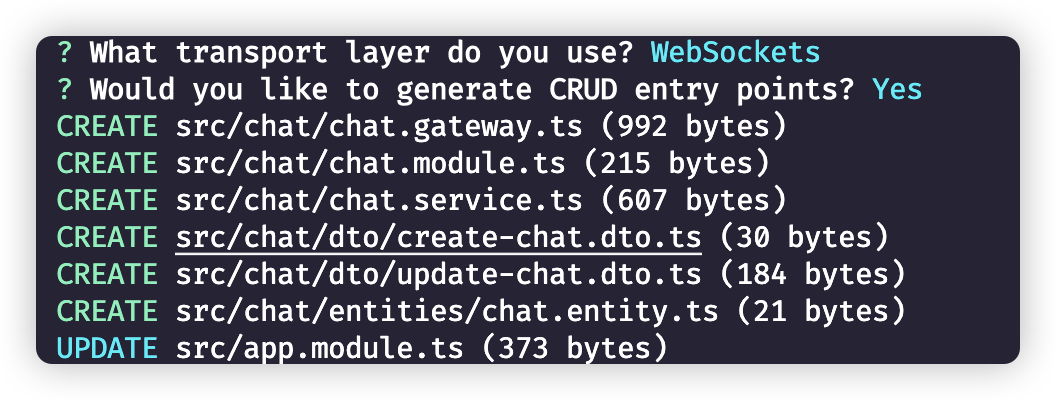 ? What transport layer do you use? WebSockets
? Would you like to generate CRUD entry points? Yes
CREATE src/chat/chat.gateway.ts (992 bytes)
CREATE src/chat/chat.module.ts (215 bytes)
CREATE src/chat/chat.service.ts (607 bytes)
CREATE src/chat/dto/create-chat.dto.ts (30 bytes)
CREATE src/chat/dto/update-chat.dto.ts (184 bytes)
CREATE src/chat/entities/chat.entity.ts (21 bytes)
UPDATE src/app.module.ts (373 bytes)